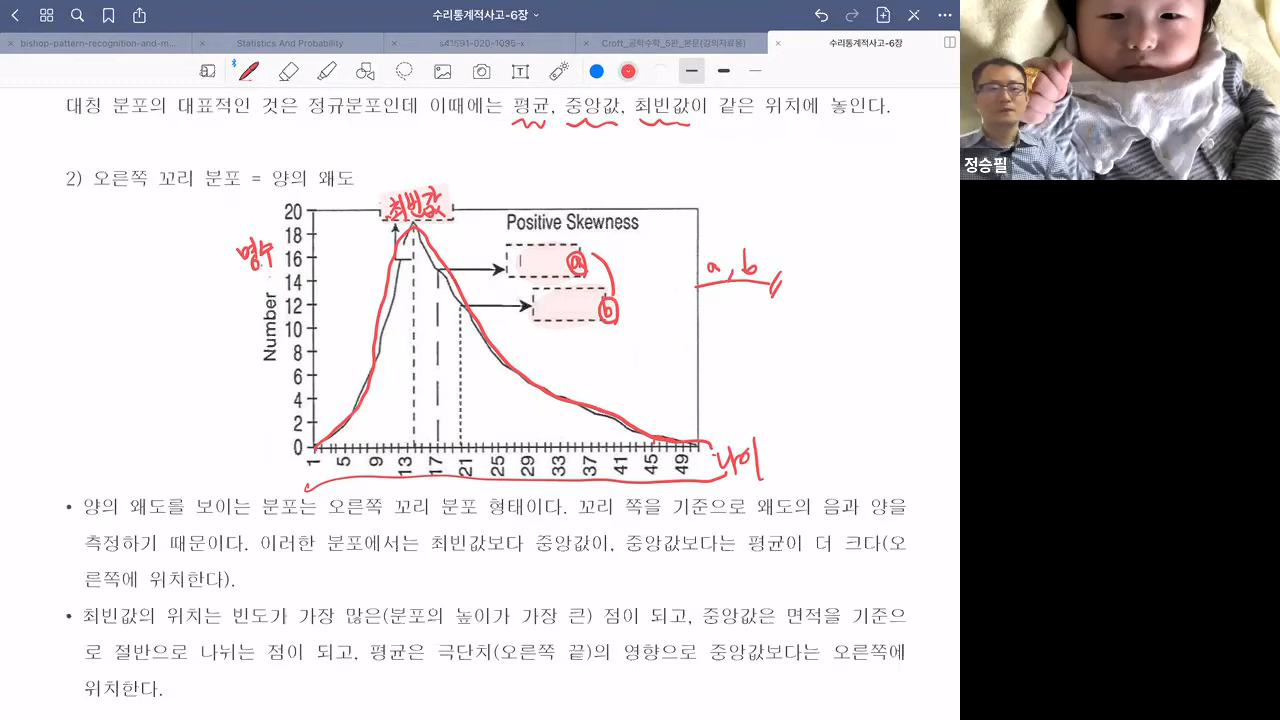 수리통계적사고-6장
bishop-pattern-recognition-and-m...
Statistics And Probability
s41591-020-1095-x
Croft_공학수학_5판_본문(강의자료용)
수리통계적사고-6장
대칭 분포의 대표적인 것은 정규분포인데 이때에는 평균, 중앙값, 최빈값이 같은 위치에 놓인다.
정승필
2) 오른쪽 꼬리 분포 = 양의 왜도
최빈값
Positive Skewness
명수
a
a, b
b
Number
20
18
16
14
12
10
8
6
4
2
0
1 5 9 13 17 21 25 29 33 37 41 45 49
나이
• 양의 왜도를 보이는 분포는 오른쪽 꼬리 분포 형태이다. 꼬리 쪽을 기준으로 왜도의 음과 양을
측정하기 때문이다. 이러한 분포에서는 최빈값보다 중앙값이, 중앙값보다는 평균이 더 크다(오
른쪽에 위치한다).
• 최빈값의 위치는 빈도가 가장 많은(분포의 높이가 가장 큰) 점이 되고, 중앙값은 면적을 기준으
로 절반으로 나뉘는 점이 되고, 평균은 극단치(오른쪽 끝)의 영향으로 중앙값보다는 오른쪽에
위치한다.